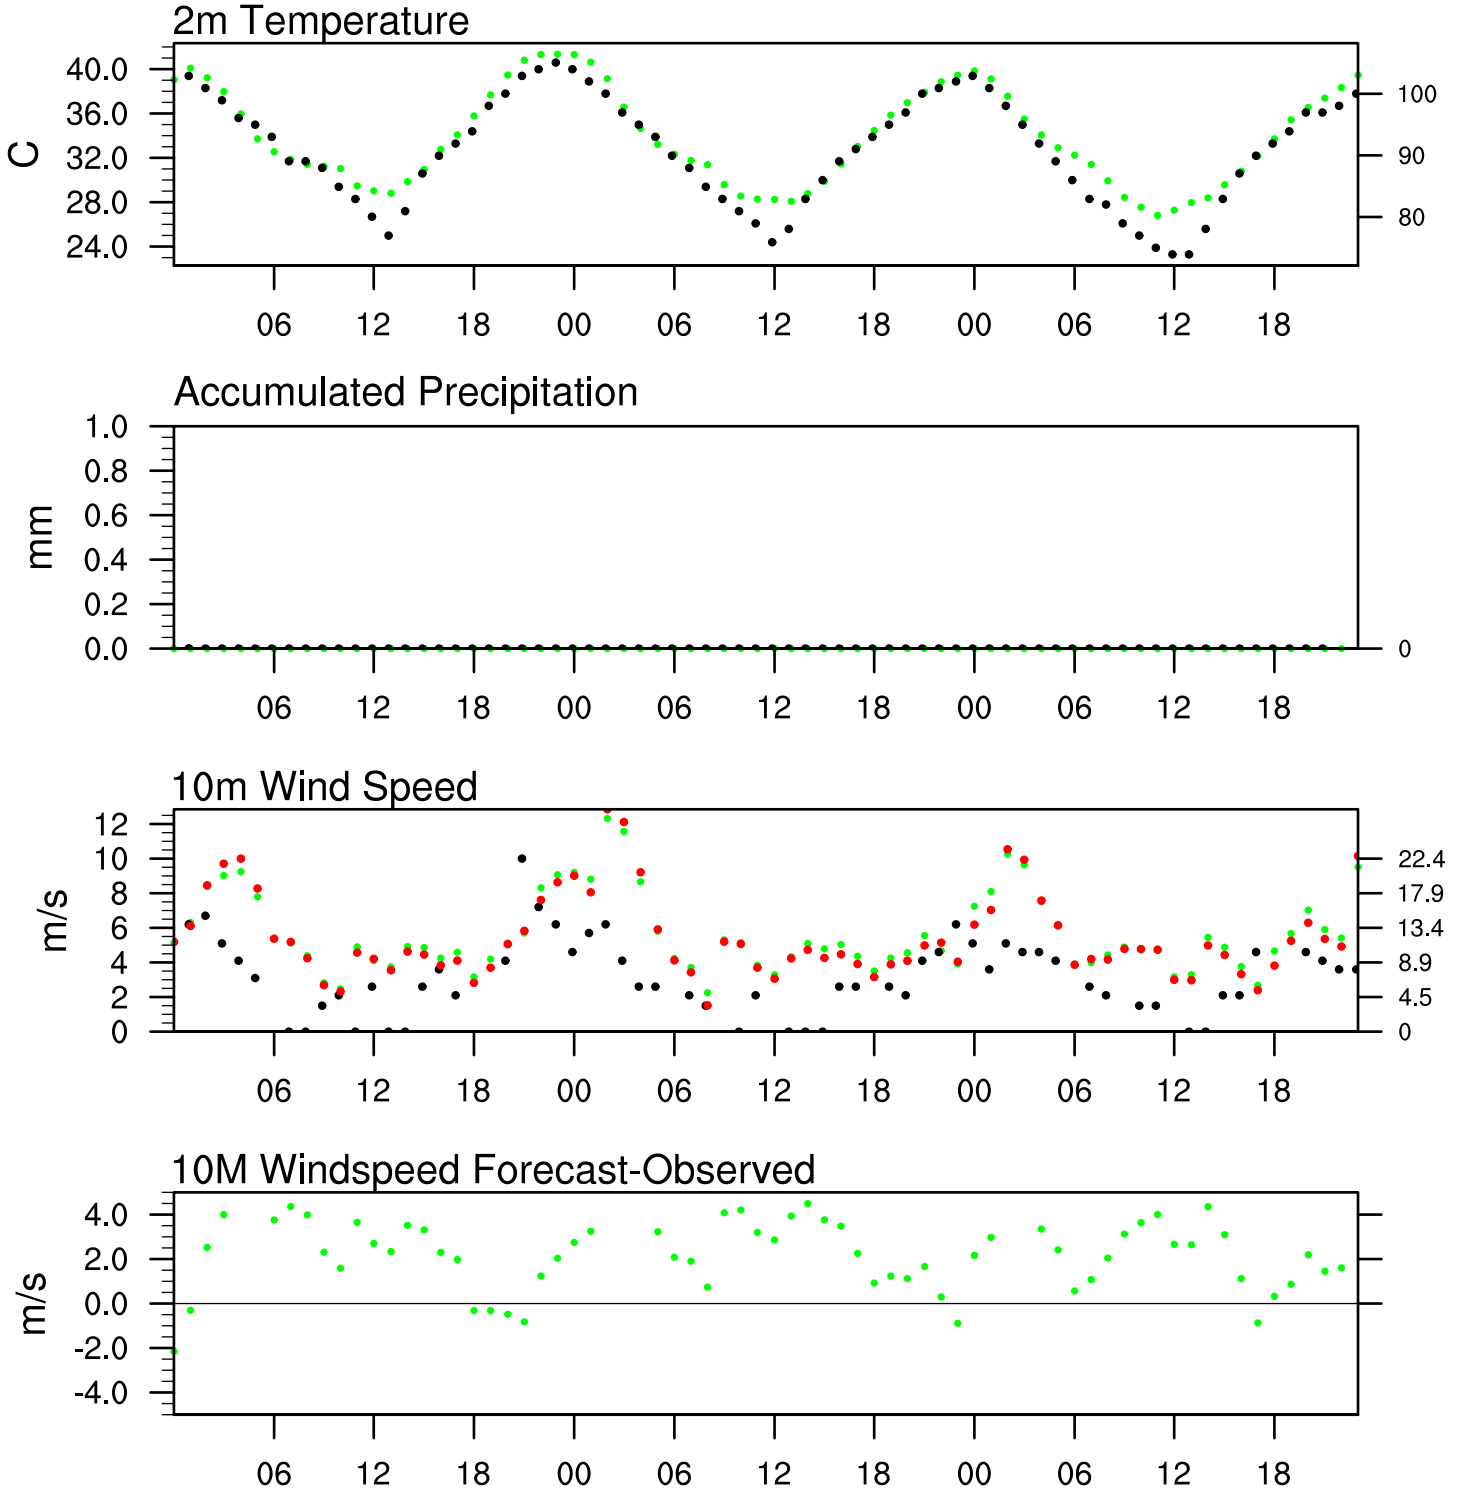 2m Temperature
40.0
36.0
32.0
28.0
24.0
C
100
90
80
06 12 18 00 06 12 18 00 06 12 18
Accumulated Precipitation
1.0
0.8
0.6
0.4
0.2
0.0
mm
0
06 12 18 00 06 12 18 00 06 12 18
10m Wind Speed
12
10
8
6
4
2
0
m/s
22.4
17.9
13.4
8.9
4.5
0
06 12 18 00 06 12 18 00 06 12 18
10M Windspeed Forecast-Observed
4.0
2.0
0.0
-2.0
-4.0
m/s
06 12 18 00 06 12 18 00 06 12 18